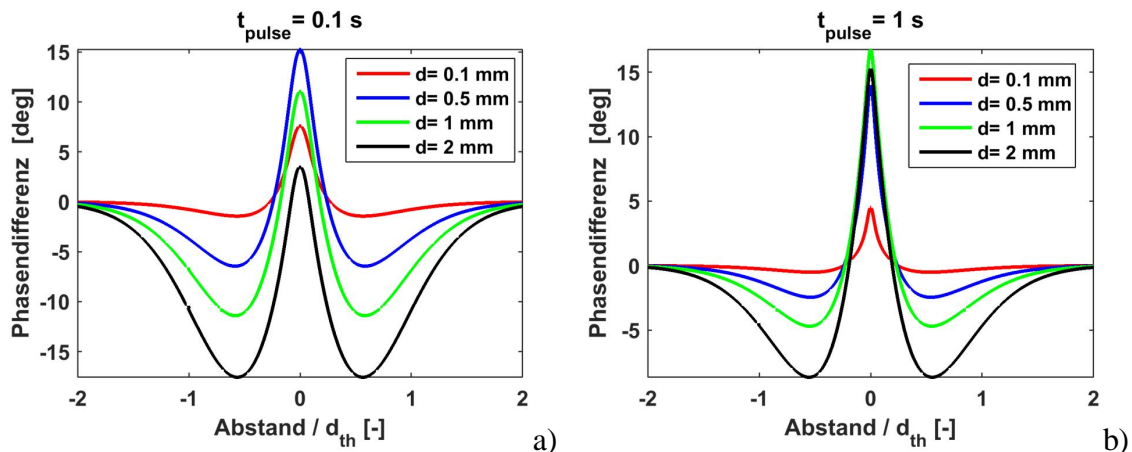 t_pulse = 0.1 s
15
10
5
0
-5
-10
-15
Phasendifferenz [deg]
d= 0.1 mm
d= 0.5 mm
d= 1 mm
d= 2 mm
-2 -1 0 1 2
Abstand / d_th [-]
a)
t_pulse = 1 s
15
10
5
0
-5
Phasendifferenz [deg]
d= 0.1 mm
d= 0.5 mm
d= 1 mm
d= 2 mm
-2 -1 0 1 2
Abstand / d_th [-]
b)